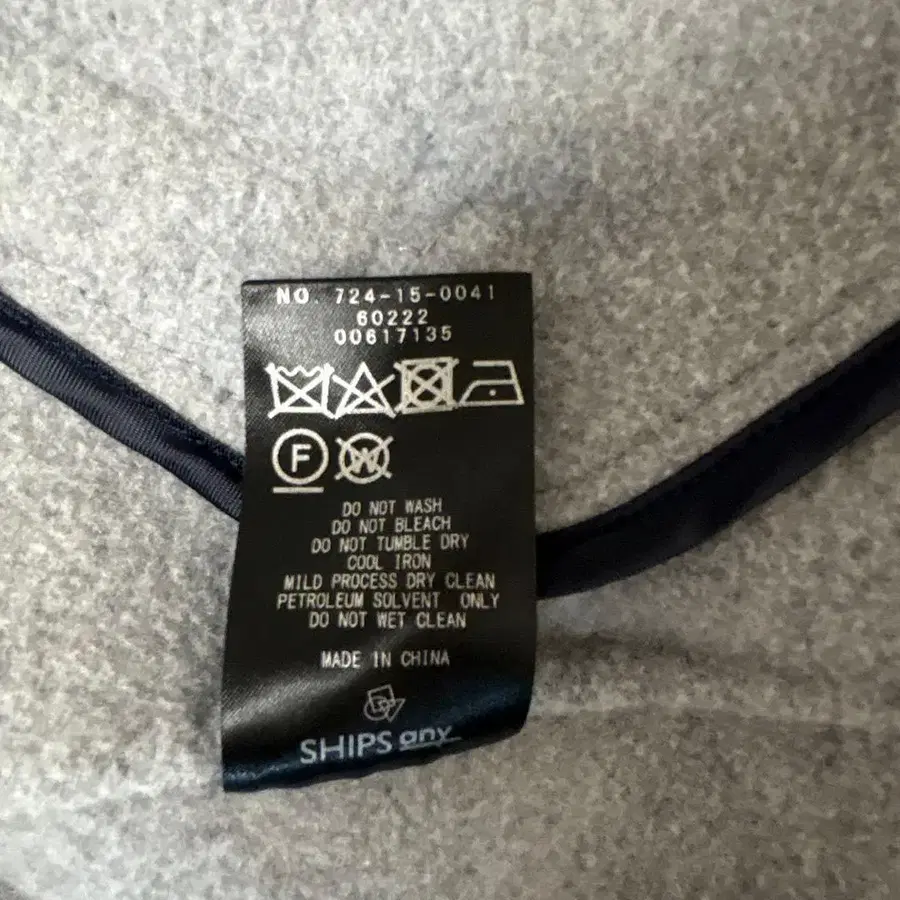 NO. 724-15-0041
60222
00617135
F W
DO NOT WASH
DO NOT BLEACH
DO NOT TUMBLE DRY
COOL IRON
MILD PROCESS DRY CLEAN
PETROLEUM SOLVENT ONLY
DO NOT WET CLEAN
MADE IN CHINA
SHIPS any